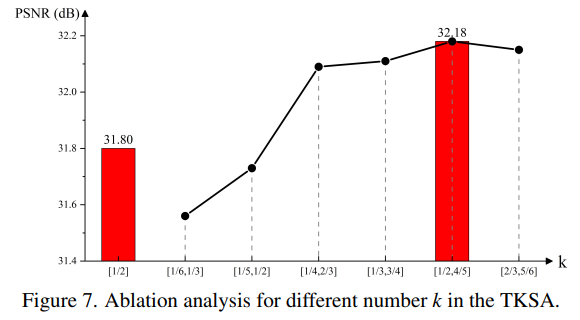 PSNR (dB)
32.2
32.0
31.8
31.6
31.4
31.80
32.18
[1/2] [1/6,1/3] [1/5,1/2] [1/4,2/3] [1/3,3/4] [1/2,4/5] [2/3,5/6]
k
Figure 7. Ablation analysis for different number k in the TKSA.